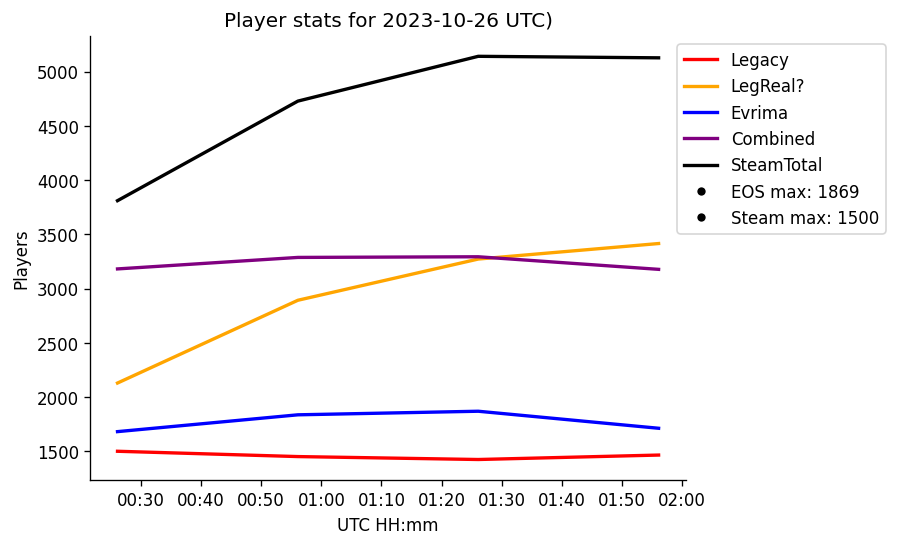 Player stats for 2023-10-26 UTC)
Players
5000
4500
4000
3500
3000
2500
2000
1500
00:30 00:40 00:50 01:00 01:10 01:20 01:30 01:40 01:50 02:00
UTC HH:mm
Legacy
LegReal?
Evrima
Combined
SteamTotal
EOS max: 1869
Steam max: 1500